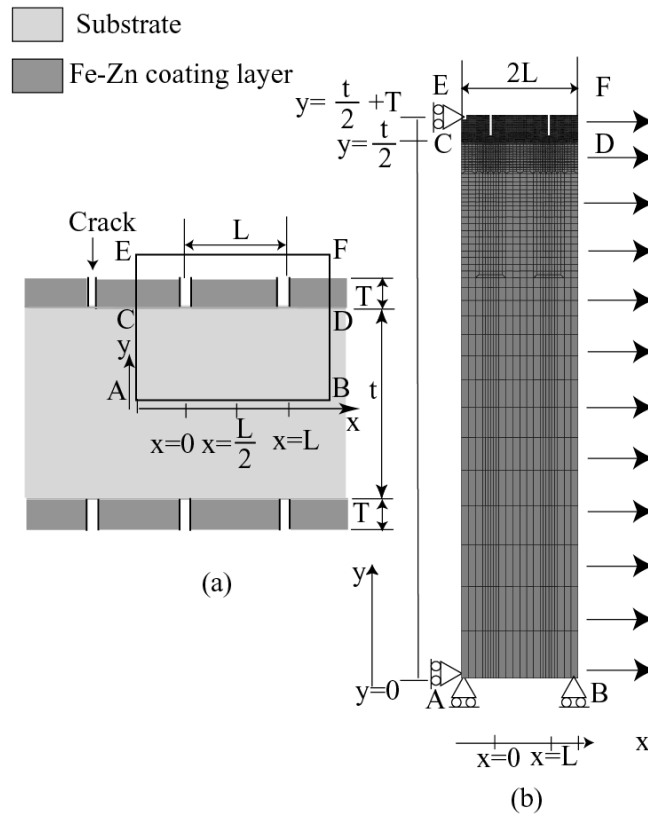 Substrate
Fe-Zn coating layer
E
2L
F
y= t/2 +T
y= t/2
C
D
Crack
E
L
F
T
C
D
y
t
A
B
x
x=0
x= L/2
x=L
T
(a)
y
y=0
A
B
x
x=0
x=L
(b)